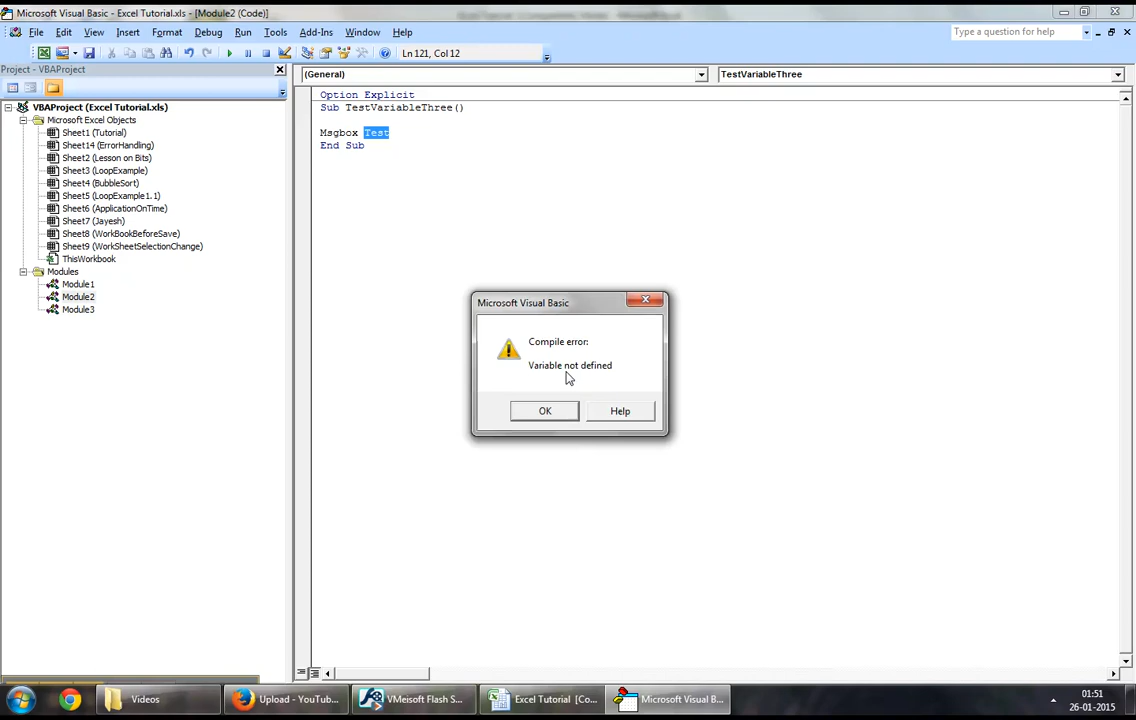 Microsoft Visual Basic - Excel Tutorial.xls - [Module2 (Code)]
File Edit View Insert Format Debug Run Tools Add-Ins Window Help
Type a question for help
Ln 121, Col 12
Project - VBAProject
(General)
TestVariableThree
VBAProject (Excel Tutorial.xls)
Microsoft Excel Objects
Sheet1 (Tutorial)
Sheet14 (ErrorHandling)
Sheet2 (Lesson on Bits)
Sheet3 (LoopExample)
Sheet4 (BubbleSort)
Sheet5 (LoopExample1.1)
Sheet6 (ApplicationOnTime)
Sheet7 (Jayesh)
Sheet8 (WorkBookBeforeSave)
Sheet9 (WorkSheetSelectionChange)
ThisWorkbook
Modules
Module1
Module2
Module3
Option Explicit
Sub TestVariableThree()
Msgbox Test
End Sub
Microsoft Visual Basic
Compile error:
Variable not defined
OK
Help
Videos
Upload - YouTub...
VMeisoft Flash S...
Excel Tutorial [Co...
Microsoft Visual B...
01:51
26-01-2015